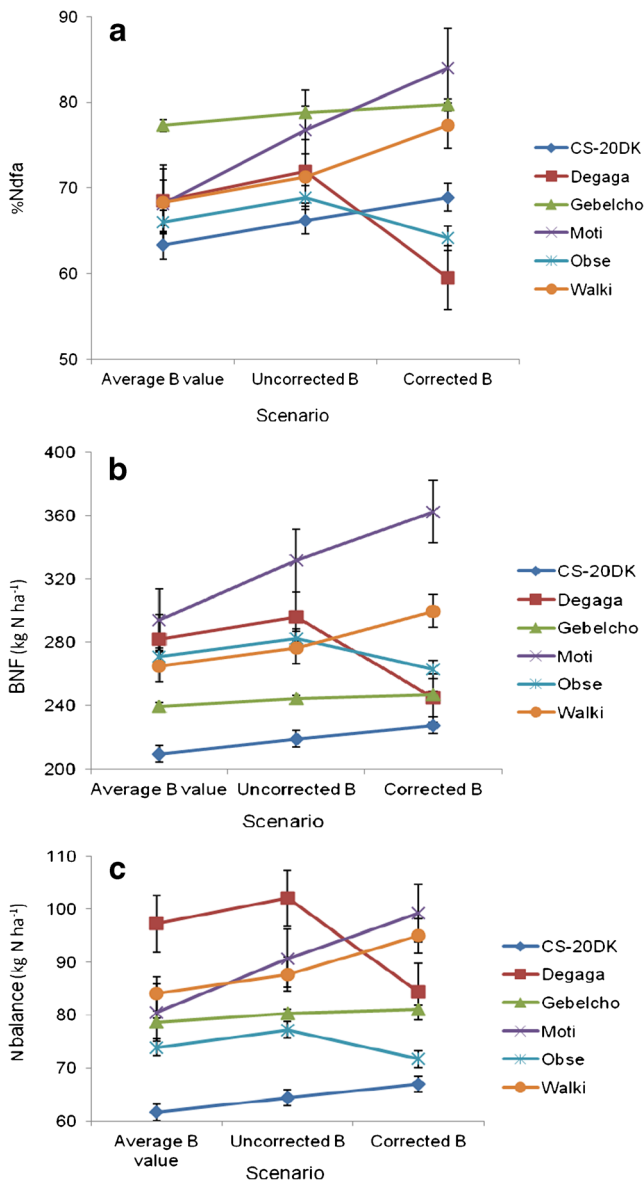 a
90
80
70
60
50
%Ndfa
Average B value Uncorrected B Corrected B
Scenario
CS-20DK
Degaga
Gebelcho
Moti
Obse
Walki
b
400
360
320
280
240
200
BNF (kg N ha-1)
Average B value Uncorrected B Corrected B
Scenario
CS-20DK
Degaga
Gebelcho
Moti
Obse
Walki
c
110
100
90
80
70
60
N balance (kg N ha-1)
Average B value Uncorrected B Corrected B
Scenario
CS-20DK
Degaga
Gebelcho
Moti
Obse
Walki